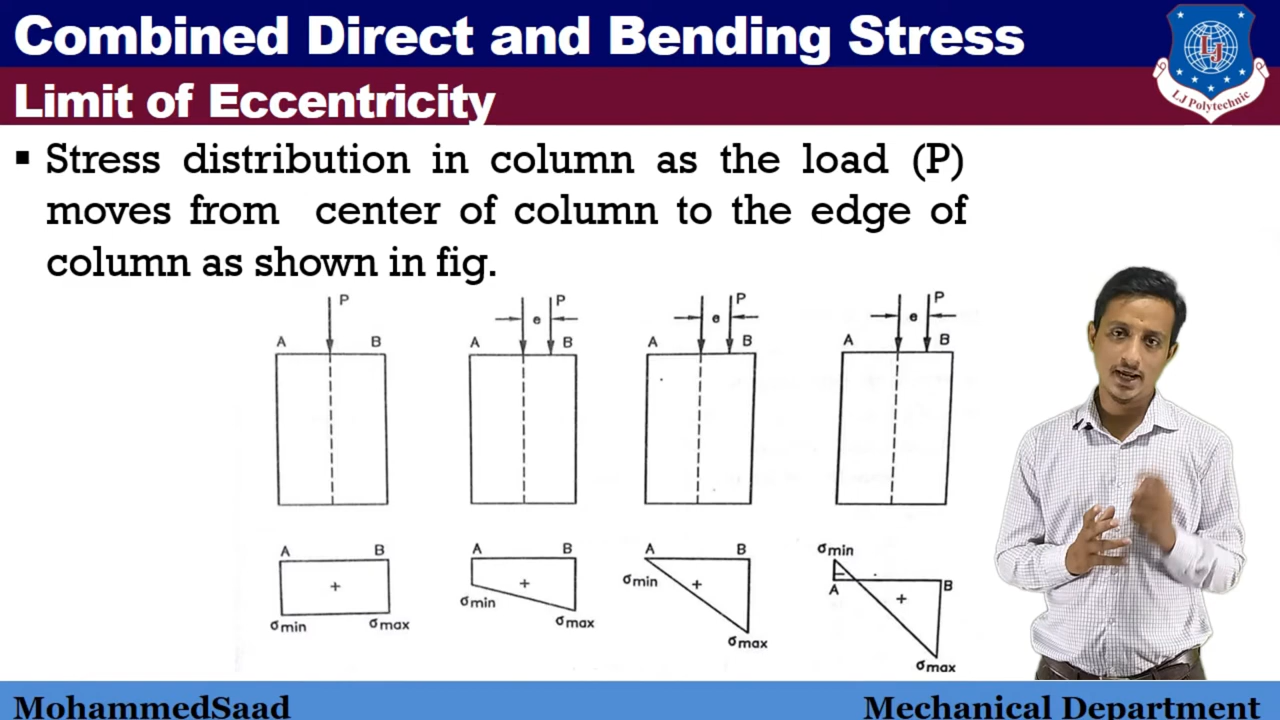 Combined Direct and Bending Stress
Limit of Eccentricity
LJ
L.J Polytechnic
▪ Stress distribution in column as the load (P)
moves from center of column to the edge of
column as shown in fig.
P P P P
e e e
A B A B A B A B
A B A B A B σmin
+ + σmin + − A + B
σmin σmax σmin σmax σmax σmax
MohammedSaad Mechanical Department